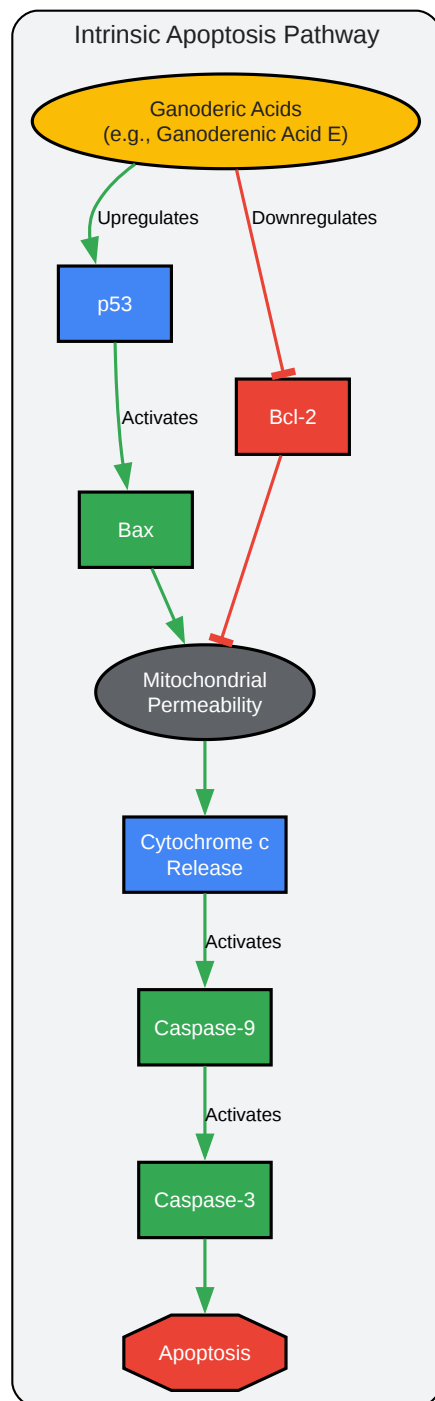 Intrinsic Apoptosis Pathway
Ganoderic Acids
(e.g., Ganoderenic Acid E)
Upregulates
Downregulates
p53
Activates
Bcl-2
Bax
Mitochondrial
Permeability
Cytochrome c
Release
Activates
Caspase-9
Activates
Caspase-3
Apoptosis